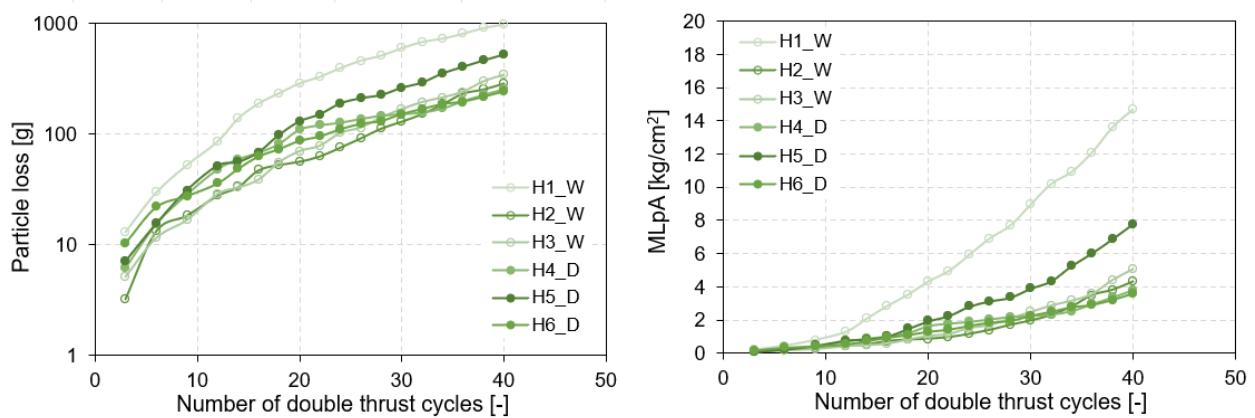 1000
100
10
1
Particle loss [g]
0 10 20 30 40 50
Number of double thrust cycles [-]
H1_W
H2_W
H3_W
H4_D
H5_D
H6_D
20
18
16
14
12
10
8
6
4
2
0
MLpA [kg/cm²]
0 10 20 30 40 50
Number of double thrust cycles [-]
H1_W
H2_W
H3_W
H4_D
H5_D
H6_D